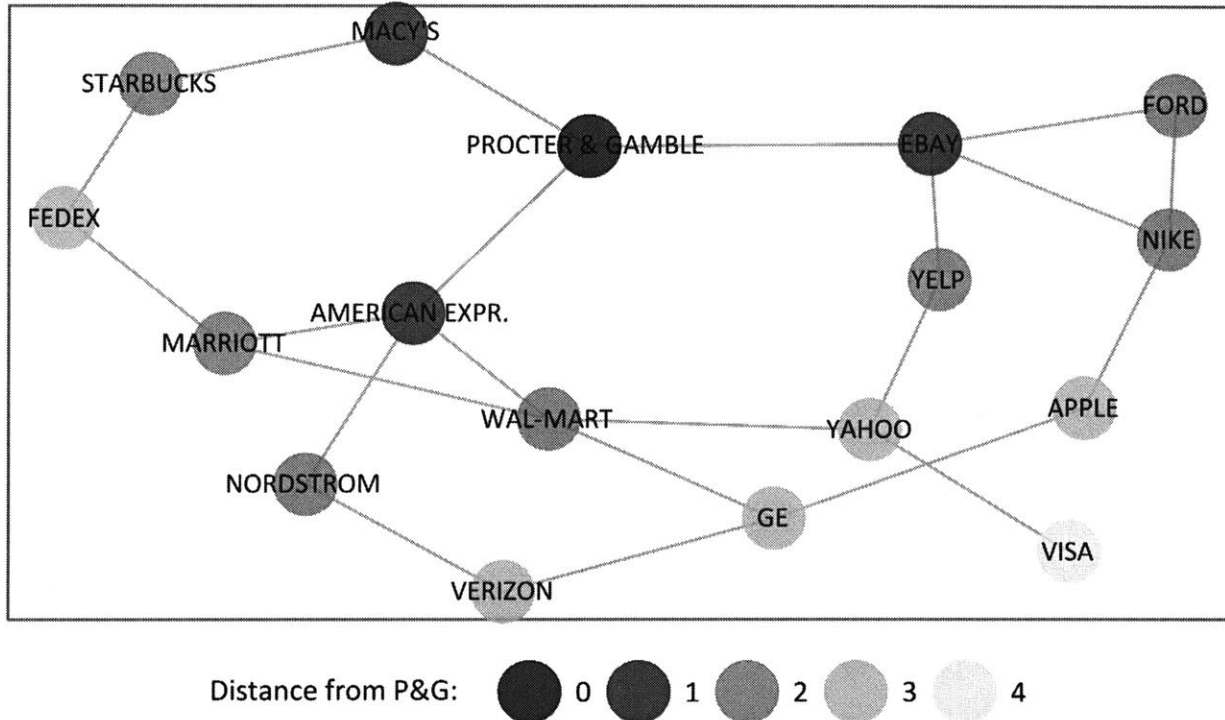 MACY'S
STARBUCKS
FORD
PROCTER & GAMBLE
EBAY
FEDEX
NIKE
YELP
AMERICAN EXPR.
MARRIOTT
WAL-MART
YAHOO
APPLE
NORDSTROM
GE
VISA
VERIZON
Distance from P&G: 0 1 2 3 4